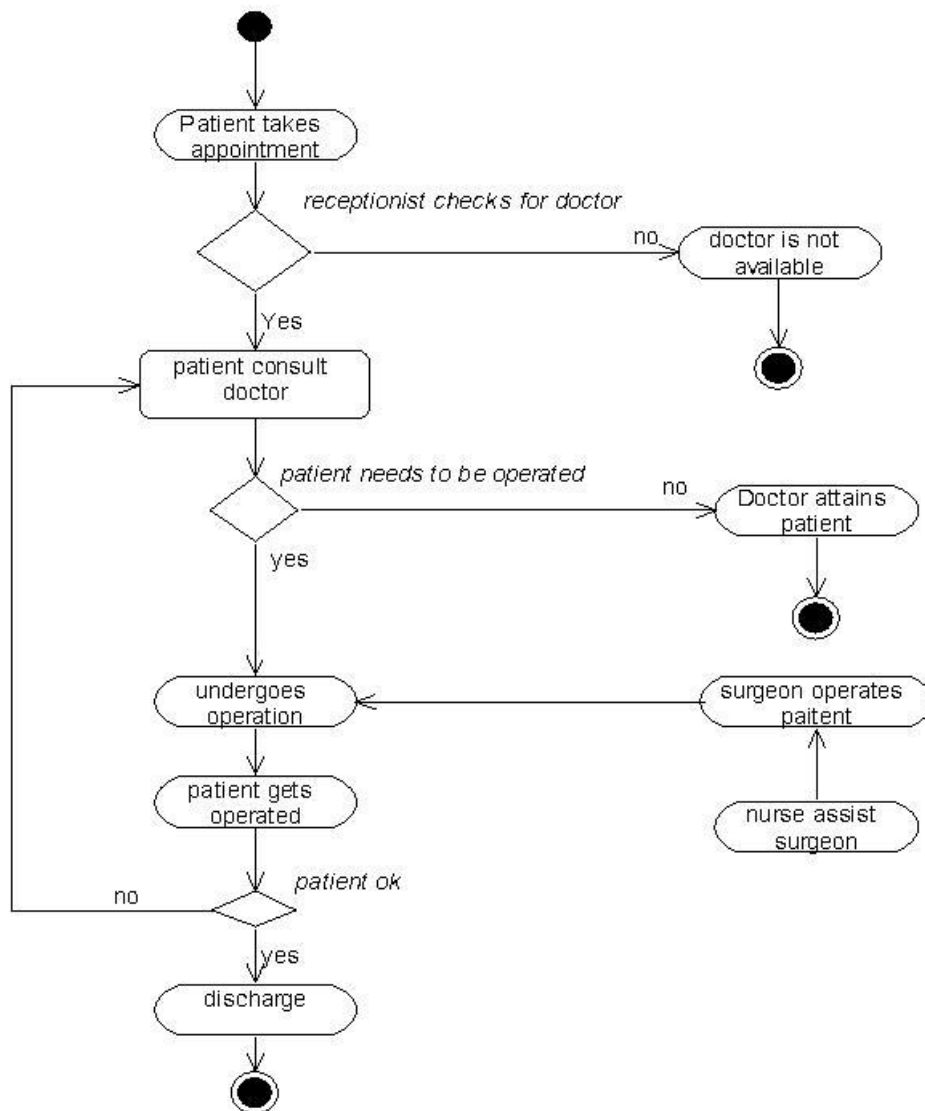 Patient takes
appointment
receptionist checks for doctor
no
doctor is not
available
Yes
patient consult
doctor
patient needs to be operated
no
Doctor attains
patient
yes
undergoes
operation
surgeon operates
paitent
patient gets
operated
nurse assist
surgeon
patient ok
no
yes
discharge